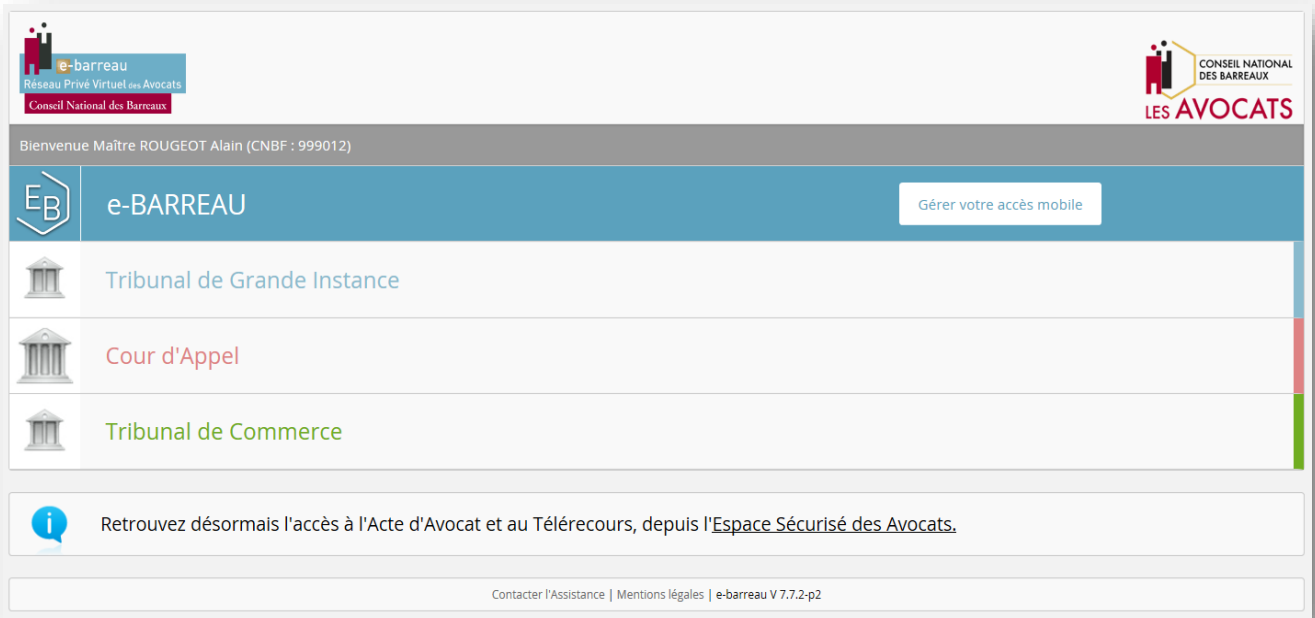 e-barreau
Réseau Privé Virtuel des Avocats
Conseil National des Barreaux
CONSEIL NATIONAL
DES BARREAUX
LES AVOCATS
Bienvenue Maître ROUGEOT Alain (CNBF : 999012)
EB
e-BARREAU
Gérer votre accès mobile
Tribunal de Grande Instance
Cour d'Appel
Tribunal de Commerce
i
Retrouvez désormais l'accès à l'Acte d'Avocat et au Télérecours, depuis l'Espace Sécurisé des Avocats.
Contacter l'Assistance | Mentions légales | e-barreau V 7.7.2-p2